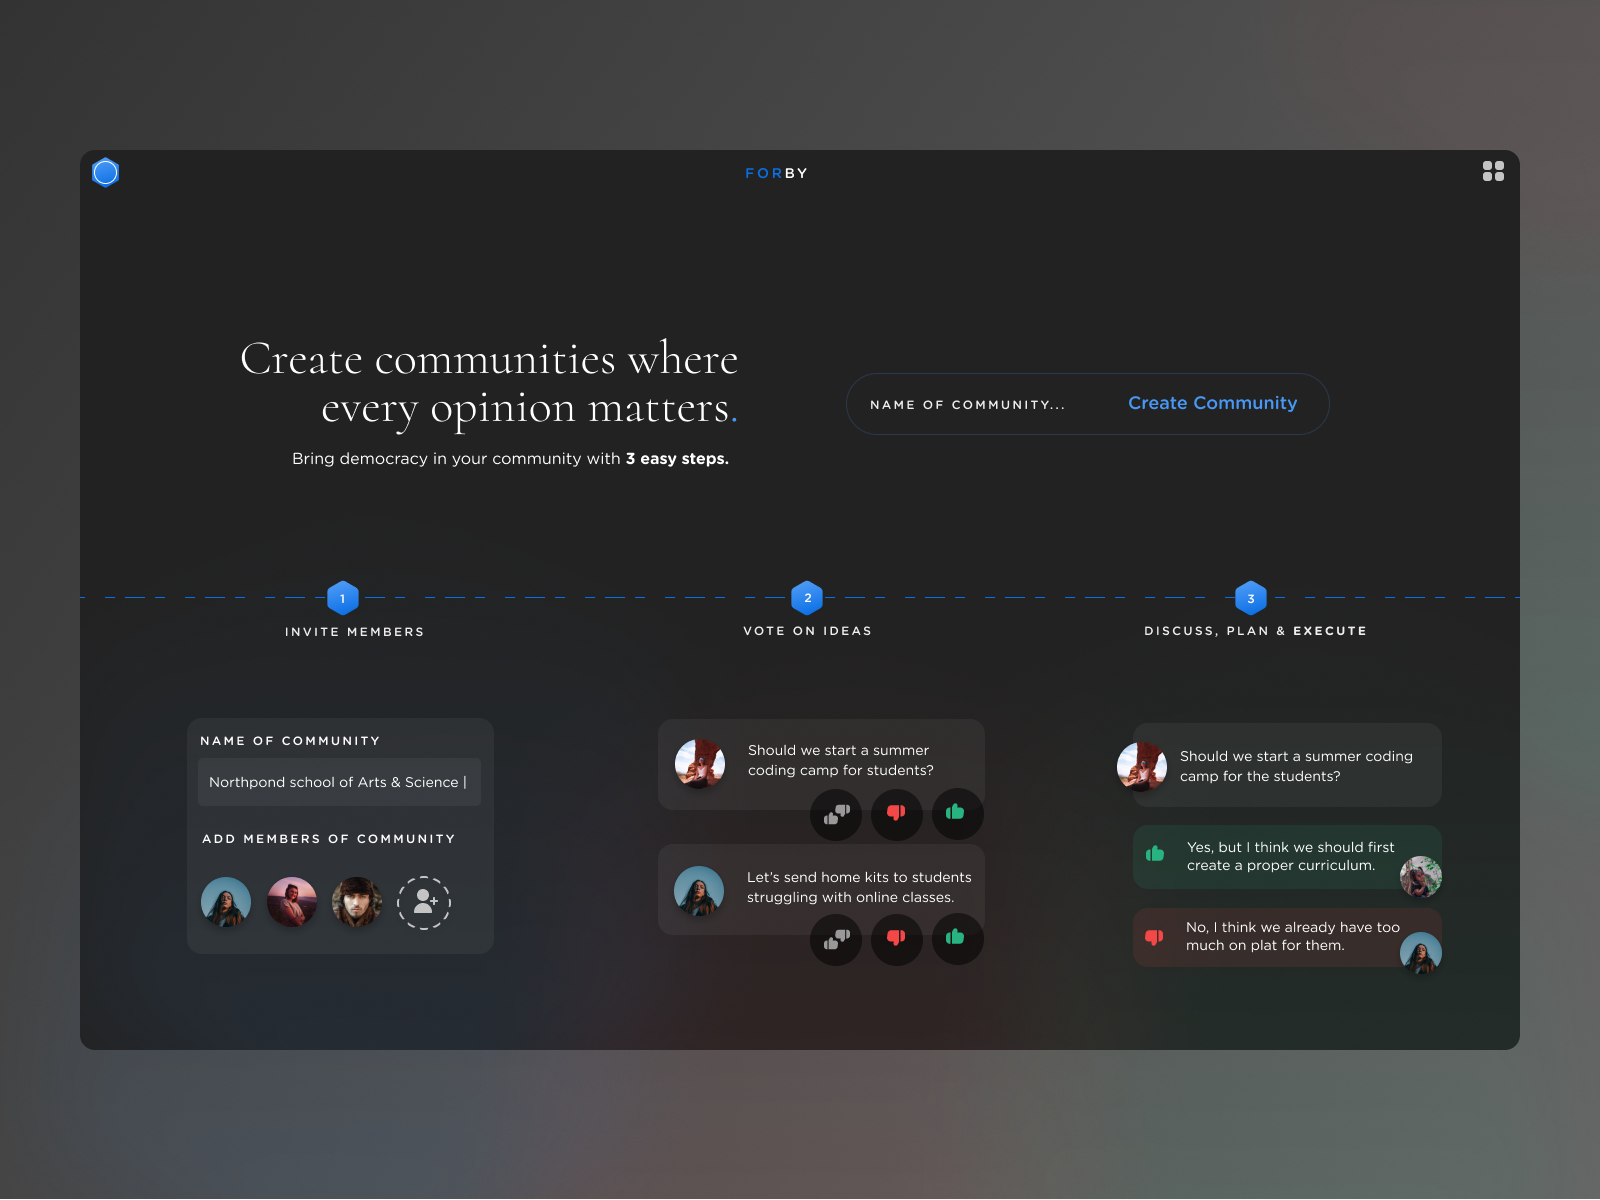 FORBY
Create communities where
every opinion matters.
Bring democracy in your community with 3 easy steps.
NAME OF COMMUNITY...
Create Community
1
INVITE MEMBERS
2
VOTE ON IDEAS
3
DISCUSS, PLAN & EXECUTE
NAME OF COMMUNITY
Northpond school of Arts & Science |
ADD MEMBERS OF COMMUNITY
Should we start a summer
coding camp for students?
Let's send home kits to students
struggling with online classes.
Should we start a summer coding
camp for the students?
Yes, but I think we should first
create a proper curriculum.
No, I think we already have too
much on plat for them.